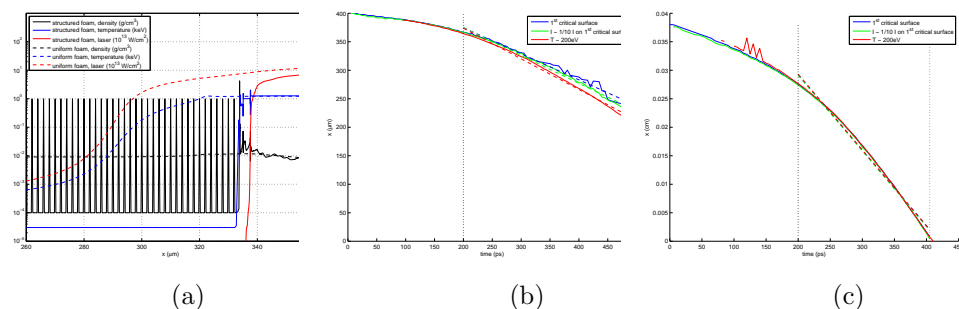 structured foam, density (g/cm³)
structured foam, temperature (keV)
structured foam, laser (10¹³ W/cm²)
uniform foam, density (g/cm³)
uniform foam, temperature (keV)
uniform foam, laser (10¹³ W/cm²)
10²
10¹
10⁰
10⁻¹
10⁻²
10⁻³
10⁻⁴
10⁻⁵
260
280
300
320
340
x (μm)
(a)
1ˢᵗ critical surface
I − 1/10 I on 1ˢᵗ critical surf
T ~ 200eV
400
350
300
250
200
150
100
50
0
x (μm)
0
50
100
150
200
250
300
350
400
450
time (ps)
(b)
1ˢᵗ critical surface
I − 1/10 I on 1ˢᵗ critical surface
T ~ 200eV
0.04
0.035
0.03
0.025
0.02
0.015
0.01
0.005
0
x (cm)
0
50
100
150
200
250
300
350
400
45
time (ps)
(c)